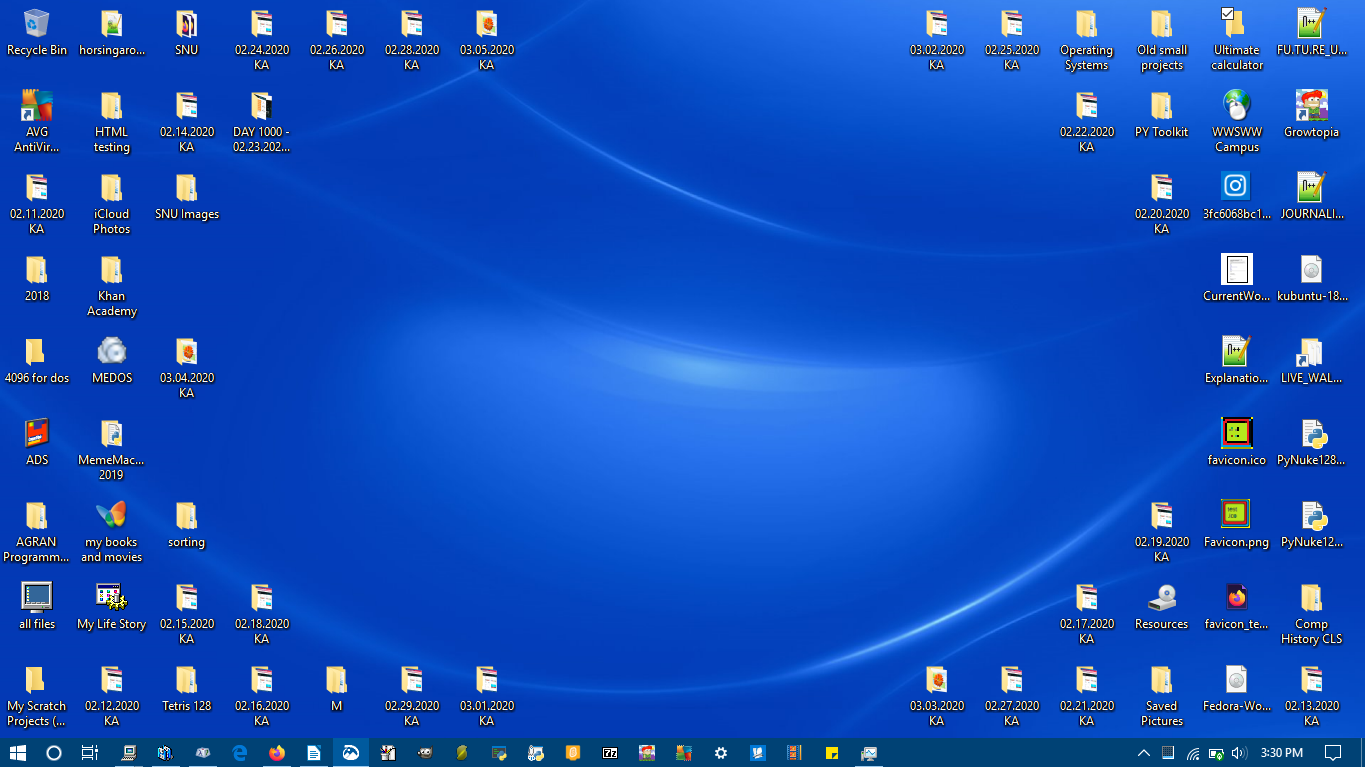 Recycle Bin
horsingaro...
SNU
02.24.2020
KA
02.26.2020
KA
02.28.2020
KA
03.05.2020
KA
03.02.2020
KA
02.25.2020
KA
Operating
Systems
Old small
projects
Ultimate
calculator
FU.TU.RE_U...
AVG
AntiVir...
HTML
testing
02.14.2020
KA
DAY 1000 -
02.23.202...
02.22.2020
KA
PY Toolkit
WWSWW
Campus
Growtopia
02.11.2020
KA
iCloud
Photos
SNU Images
02.20.2020
KA
3fc6068bc1...
JOURNALI...
2018
Khan
Academy
CurrentWo...
kubuntu-18...
4096 for dos
MEDOS
03.04.2020
KA
Explanatio...
LIVE_WAL...
ADS
MemeMac...
2019
favicon.ico
PyNuke128...
AGRAN
Programm...
my books
and movies
sorting
02.19.2020
KA
Favicon.png
PyNuke12...
all files
My Life Story
02.15.2020
KA
02.18.2020
KA
02.17.2020
KA
Resources
favicon_te...
Comp
History CLS
My Scratch
Projects (...
02.12.2020
KA
Tetris 128
02.16.2020
KA
M
02.29.2020
KA
03.01.2020
KA
03.03.2020
KA
02.27.2020
KA
02.21.2020
KA
Saved
Pictures
Fedora-Wo...
02.13.2020
KA
3:30 PM